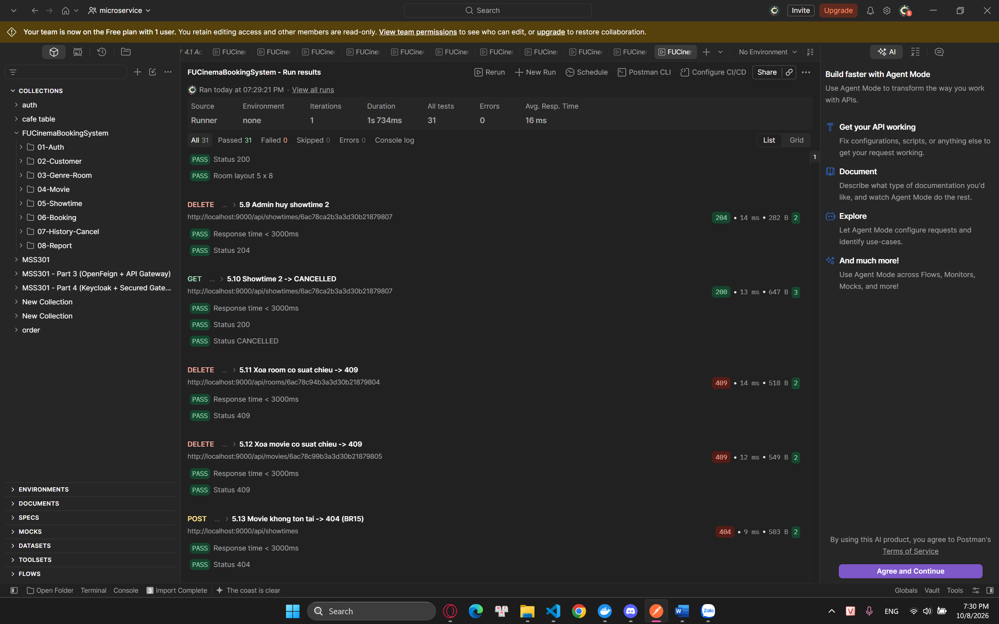 microservice
Search
Invite
Upgrade
Your team is now on the Free plan with 1 user. You retain editing access and other members are read-only. View team permissions to see who can edit, or upgrade to restore collaboration.
FUCiner
FUCiner
FUCiner
FUCiner
FUCiner
FUCiner
FUCiner
FUCiner
FUCiner
FUCiner
FUCiner
No Environment
AI
FUCinemaBookingSystem - Run results
Rerun
New Run
Schedule
Postman CLI
Configure CI/CD
Share
Ran today at 07:29:21 PM · View all runs
Source Environment Iterations Duration All tests Errors Avg. Resp. Time
Runner none 1 1s 734ms 31 0 16 ms
All 31 Passed 31 Failed 0 Skipped 0 Errors 0 Console log
List Grid
1
COLLECTIONS
auth
cafe table
FUCinemaBookingSystem
01-Auth
02-Customer
03-Genre-Room
04-Movie
05-Showtime
06-Booking
07-History-Cancel
08-Report
MSS301
MSS301 - Part 3 (OpenFeign + API Gateway)
MSS301 - Part 4 (Keycloak + Secured Gate...
New Collection
New Collection
order
ENVIRONMENTS
DOCUMENTS
SPECS
MOCKS
DATASETS
TOOLSETS
FLOWS
PASS Status 200
PASS Room layout 5 x 8
DELETE ... > 5.9 Admin huy showtime 2
http://localhost:9000/api/showtimes/6ac78ca2b3a3d30b21879807
204 • 14 ms • 282 B 2
PASS Response time < 3000ms
PASS Status 204
GET ... > 5.10 Showtime 2 -> CANCELLED
http://localhost:9000/api/showtimes/6ac78ca2b3a3d30b21879807
200 • 13 ms • 647 B 3
PASS Response time < 3000ms
PASS Status 200
PASS Status CANCELLED
DELETE ... > 5.11 Xoa room co suat chieu -> 409
http://localhost:9000/api/rooms/6ac78c94b3a3d30b21879804
409 • 14 ms • 518 B 2
PASS Response time < 3000ms
PASS Status 409
DELETE ... > 5.12 Xoa movie co suat chieu -> 409
http://localhost:9000/api/movies/6ac78c99b3a3d30b21879805
409 • 12 ms • 549 B 2
PASS Response time < 3000ms
PASS Status 409
POST ... > 5.13 Movie khong ton tai -> 404 (BR15)
http://localhost:9000/api/showtimes
404 • 9 ms • 503 B 2
PASS Response time < 3000ms
PASS Status 404
Build faster with Agent Mode
Use Agent Mode to transform the way you work
with APIs.
Get your API working
Fix configurations, scripts, or anything else to
get your request working.
Document
Describe what type of documentation you'd
like, and watch Agent Mode do the rest.
Explore
Let Agent Mode configure requests and
identify use-cases.
And much more!
Use Agent Mode across Flows, Monitors,
Mocks, and more!
By using this AI product, you agree to Postman's
Terms of Service
Agree and Continue
Open Folder Terminal Console 3 Import Complete The coast is clear
Globals Vault Tools
Search
Zalo
V
ENG
7:30 PM
10/8/2026